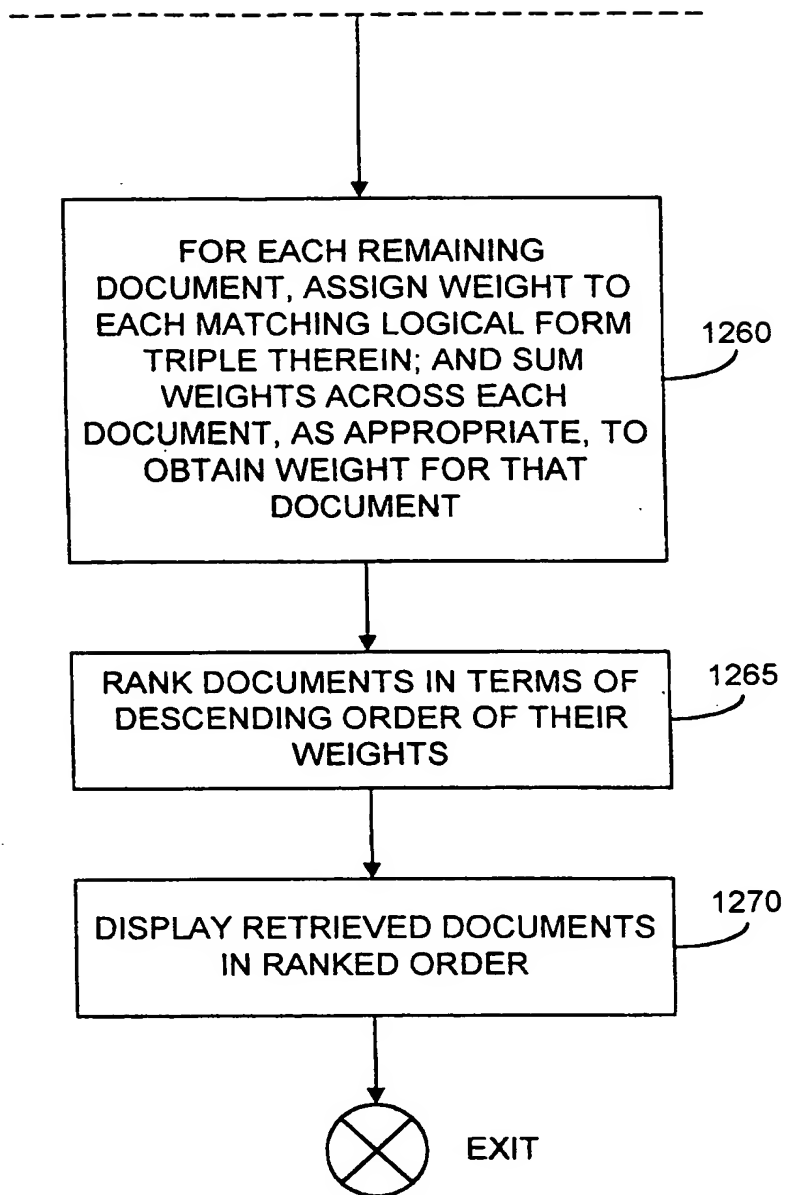 FOR EACH REMAINING
DOCUMENT, ASSIGN WEIGHT TO
EACH MATCHING LOGICAL FORM
TRIPLE THEREIN; AND SUM
WEIGHTS ACROSS EACH
DOCUMENT, AS APPROPRIATE, TO
OBTAIN WEIGHT FOR THAT
DOCUMENT
1260
RANK DOCUMENTS IN TERMS OF
DESCENDING ORDER OF THEIR
WEIGHTS
1265
DISPLAY RETRIEVED DOCUMENTS
IN RANKED ORDER
1270
EXIT